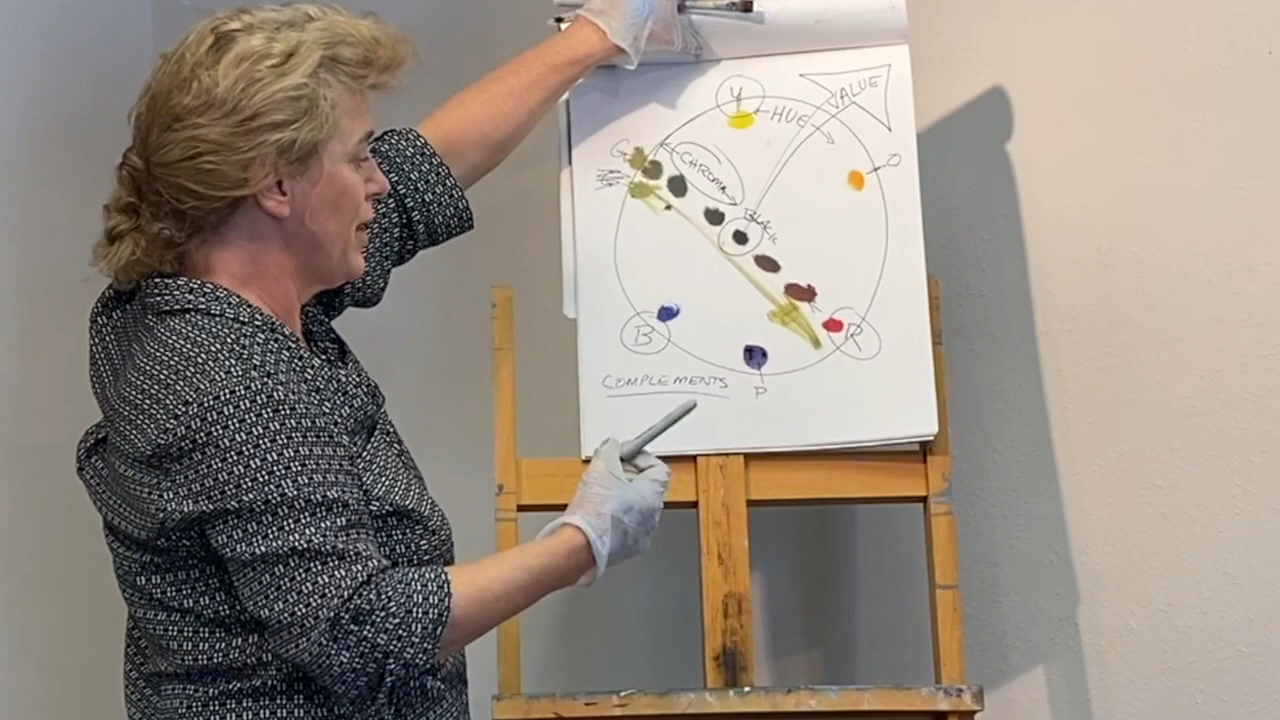 Y
VALUE
HUE
G
CHROMA
O
BLACK
B
R
COMPLEMENTS
P